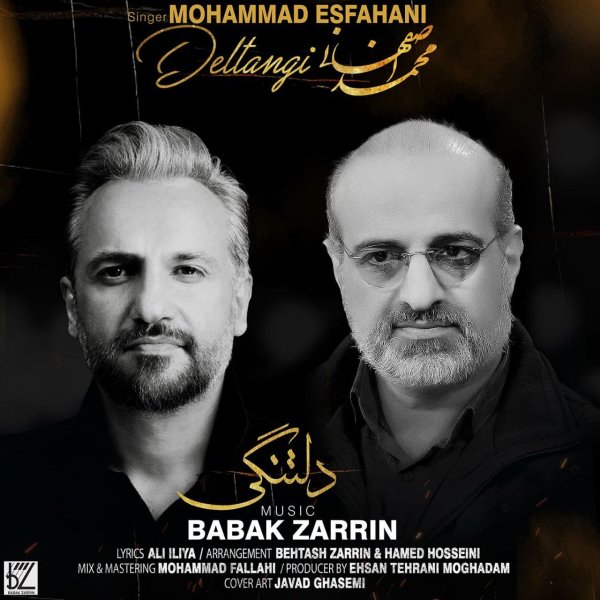 Singer MOHAMMAD ESFAHANI
Deltangi محمد اصفهانی
دلتنگی
MUSIC
BABAK ZARRIN
LYRICS ALI ILIYA / ARRANGEMENT BEHTASH ZARRIN & HAMED HOSSEINI
MIX & MASTERING MOHAMMAD FALLAHI / PRODUCER BY EHSAN TEHRANI MOGHADAM
COVER ART JAVAD GHASEMI
BZ
BABAK ZARRIN